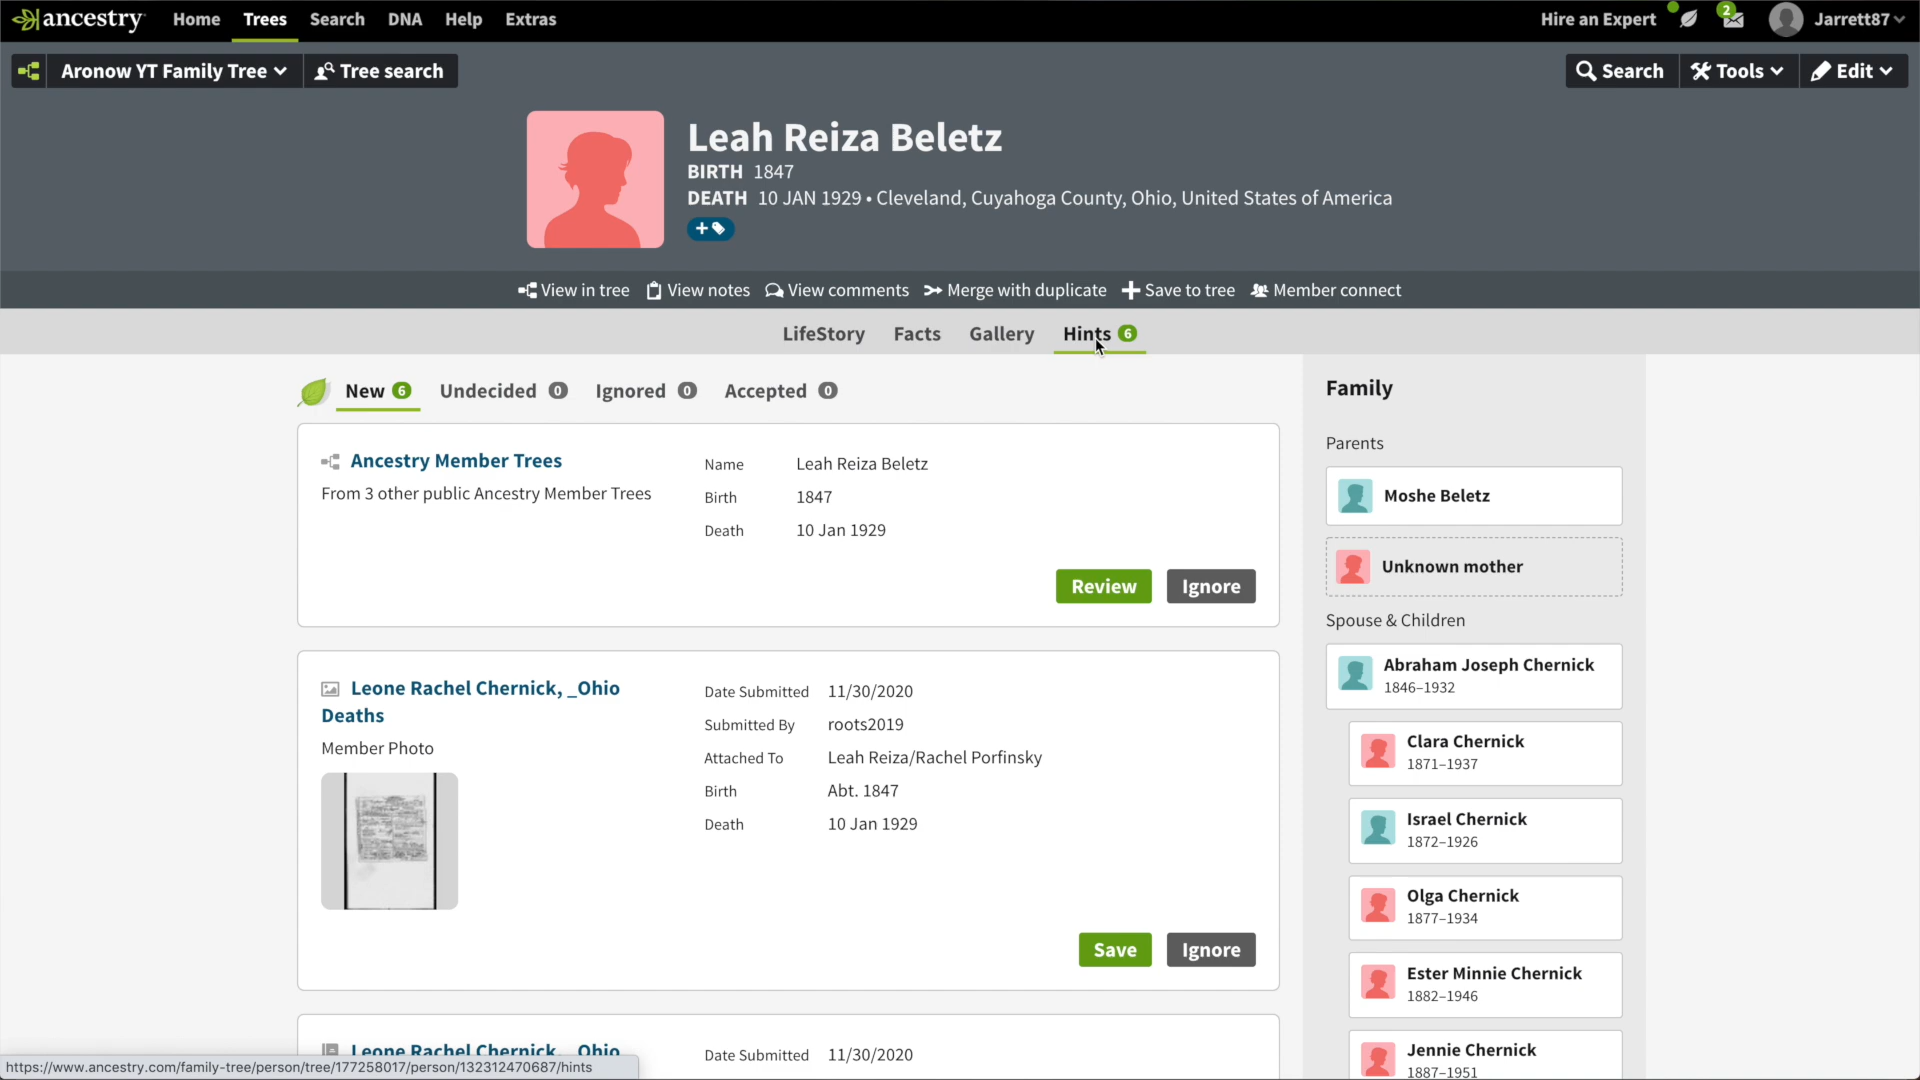 ancestry
Home Trees Search DNA Help Extras
Hire an Expert 2 Jarrett87
Aronow YT Family Tree Tree search
Search Tools Edit
Leah Reiza Beletz
BIRTH 1847
DEATH 10 JAN 1929 • Cleveland, Cuyahoga County, Ohio, United States of America
+
View in tree View notes View comments Merge with duplicate Save to tree Member connect
LifeStory Facts Gallery Hints 6
New 6 Undecided 0 Ignored 0 Accepted 0
Ancestry Member Trees
From 3 other public Ancestry Member Trees
Name Leah Reiza Beletz
Birth 1847
Death 10 Jan 1929
Review Ignore
Leone Rachel Chernick, _Ohio
Deaths
Member Photo
Date Submitted 11/30/2020
Submitted By roots2019
Attached To Leah Reiza/Rachel Porfinsky
Birth Abt. 1847
Death 10 Jan 1929
Save Ignore
Leone Rachel Chernick, _Ohio
Date Submitted 11/30/2020
Family
Parents
Moshe Beletz
Unknown mother
Spouse & Children
Abraham Joseph Chernick
1846–1932
Clara Chernick
1871–1937
Israel Chernick
1872–1926
Olga Chernick
1877–1934
Ester Minnie Chernick
1882–1946
Jennie Chernick
1887–1951
https://www.ancestry.com/family-tree/person/tree/177258017/person/132312470687/hints